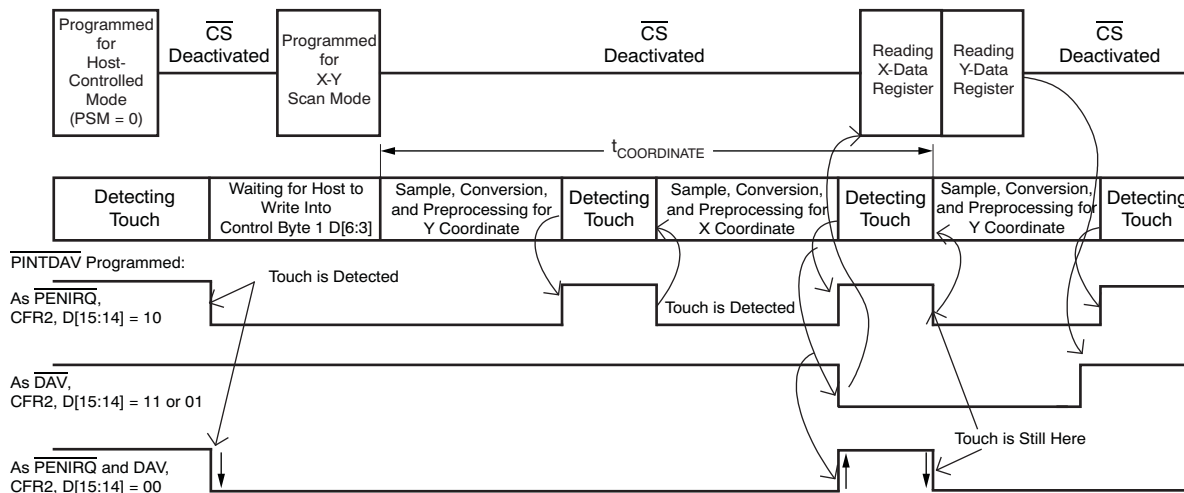 Programmed
for
Host-
Controlled
Mode
(PSM = 0)
CS
Deactivated
Programmed
for
X-Y
Scan Mode
CS
Deactivated
Reading
X-Data
Register
Reading
Y-Data
Register
CS
Deactivated
tCOORDINATE
Detecting
Touch
Waiting for Host to
Write Into
Control Byte 1 D[6:3]
Sample, Conversion,
and Preprocessing for
Y Coordinate
Detecting
Touch
Sample, Conversion,
and Preprocessing for
X Coordinate
Detecting
Touch
Sample, Conversion,
and Preprocessing for
Y Coordinate
Detecting
Touch
PINTDAV Programmed:
Touch is Detected
As PENIRQ,
CFR2, D[15:14] = 10
Touch is Detected
As DAV,
CFR2, D[15:14] = 11 or 01
Touch is Still Here
As PENIRQ and DAV,
CFR2, D[15:14] = 00